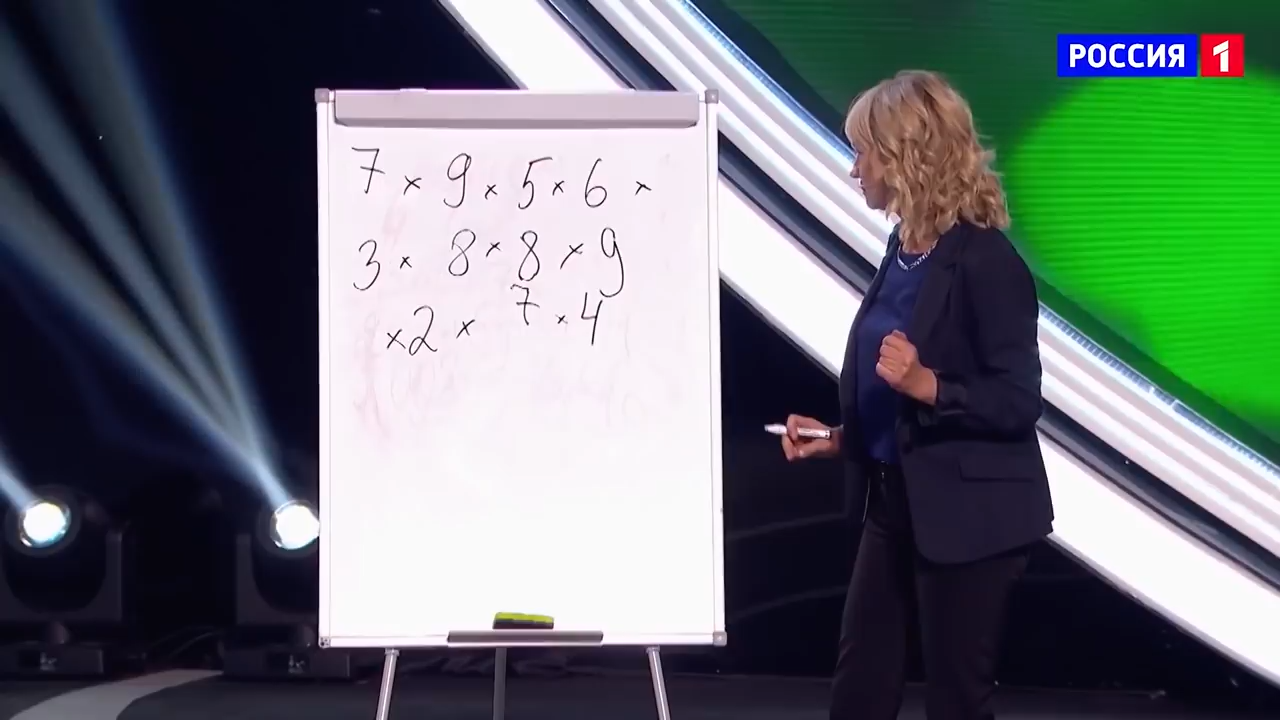 РОССИЯ 1
7 × 9 × 5 × 6 ×
3 × 8 × 8 × 9
× 2 × 7 × 4